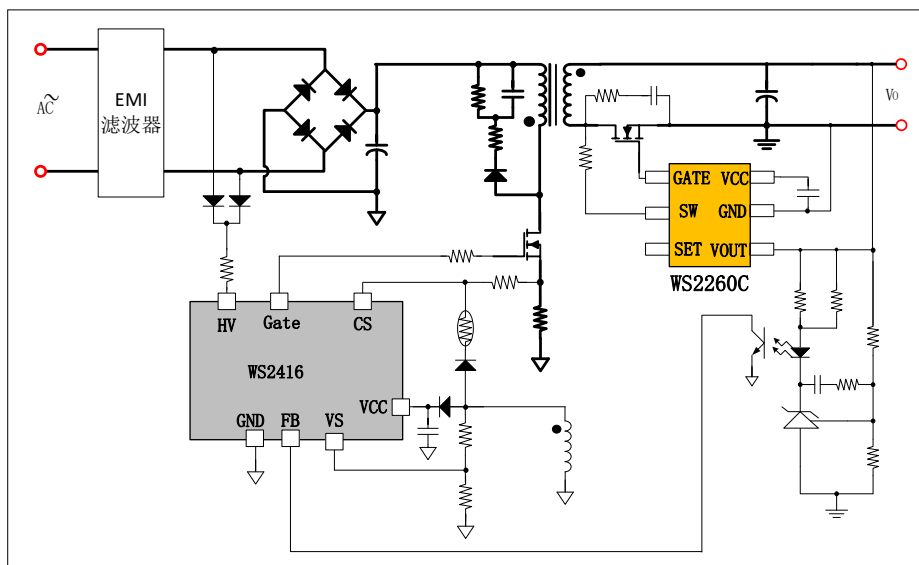 AC~
EMI
滤波器
Vo
GATE VCC
SW GND
SET VOUT
WS2260C
HV Gate CS
WS2416
VCC
GND FB VS